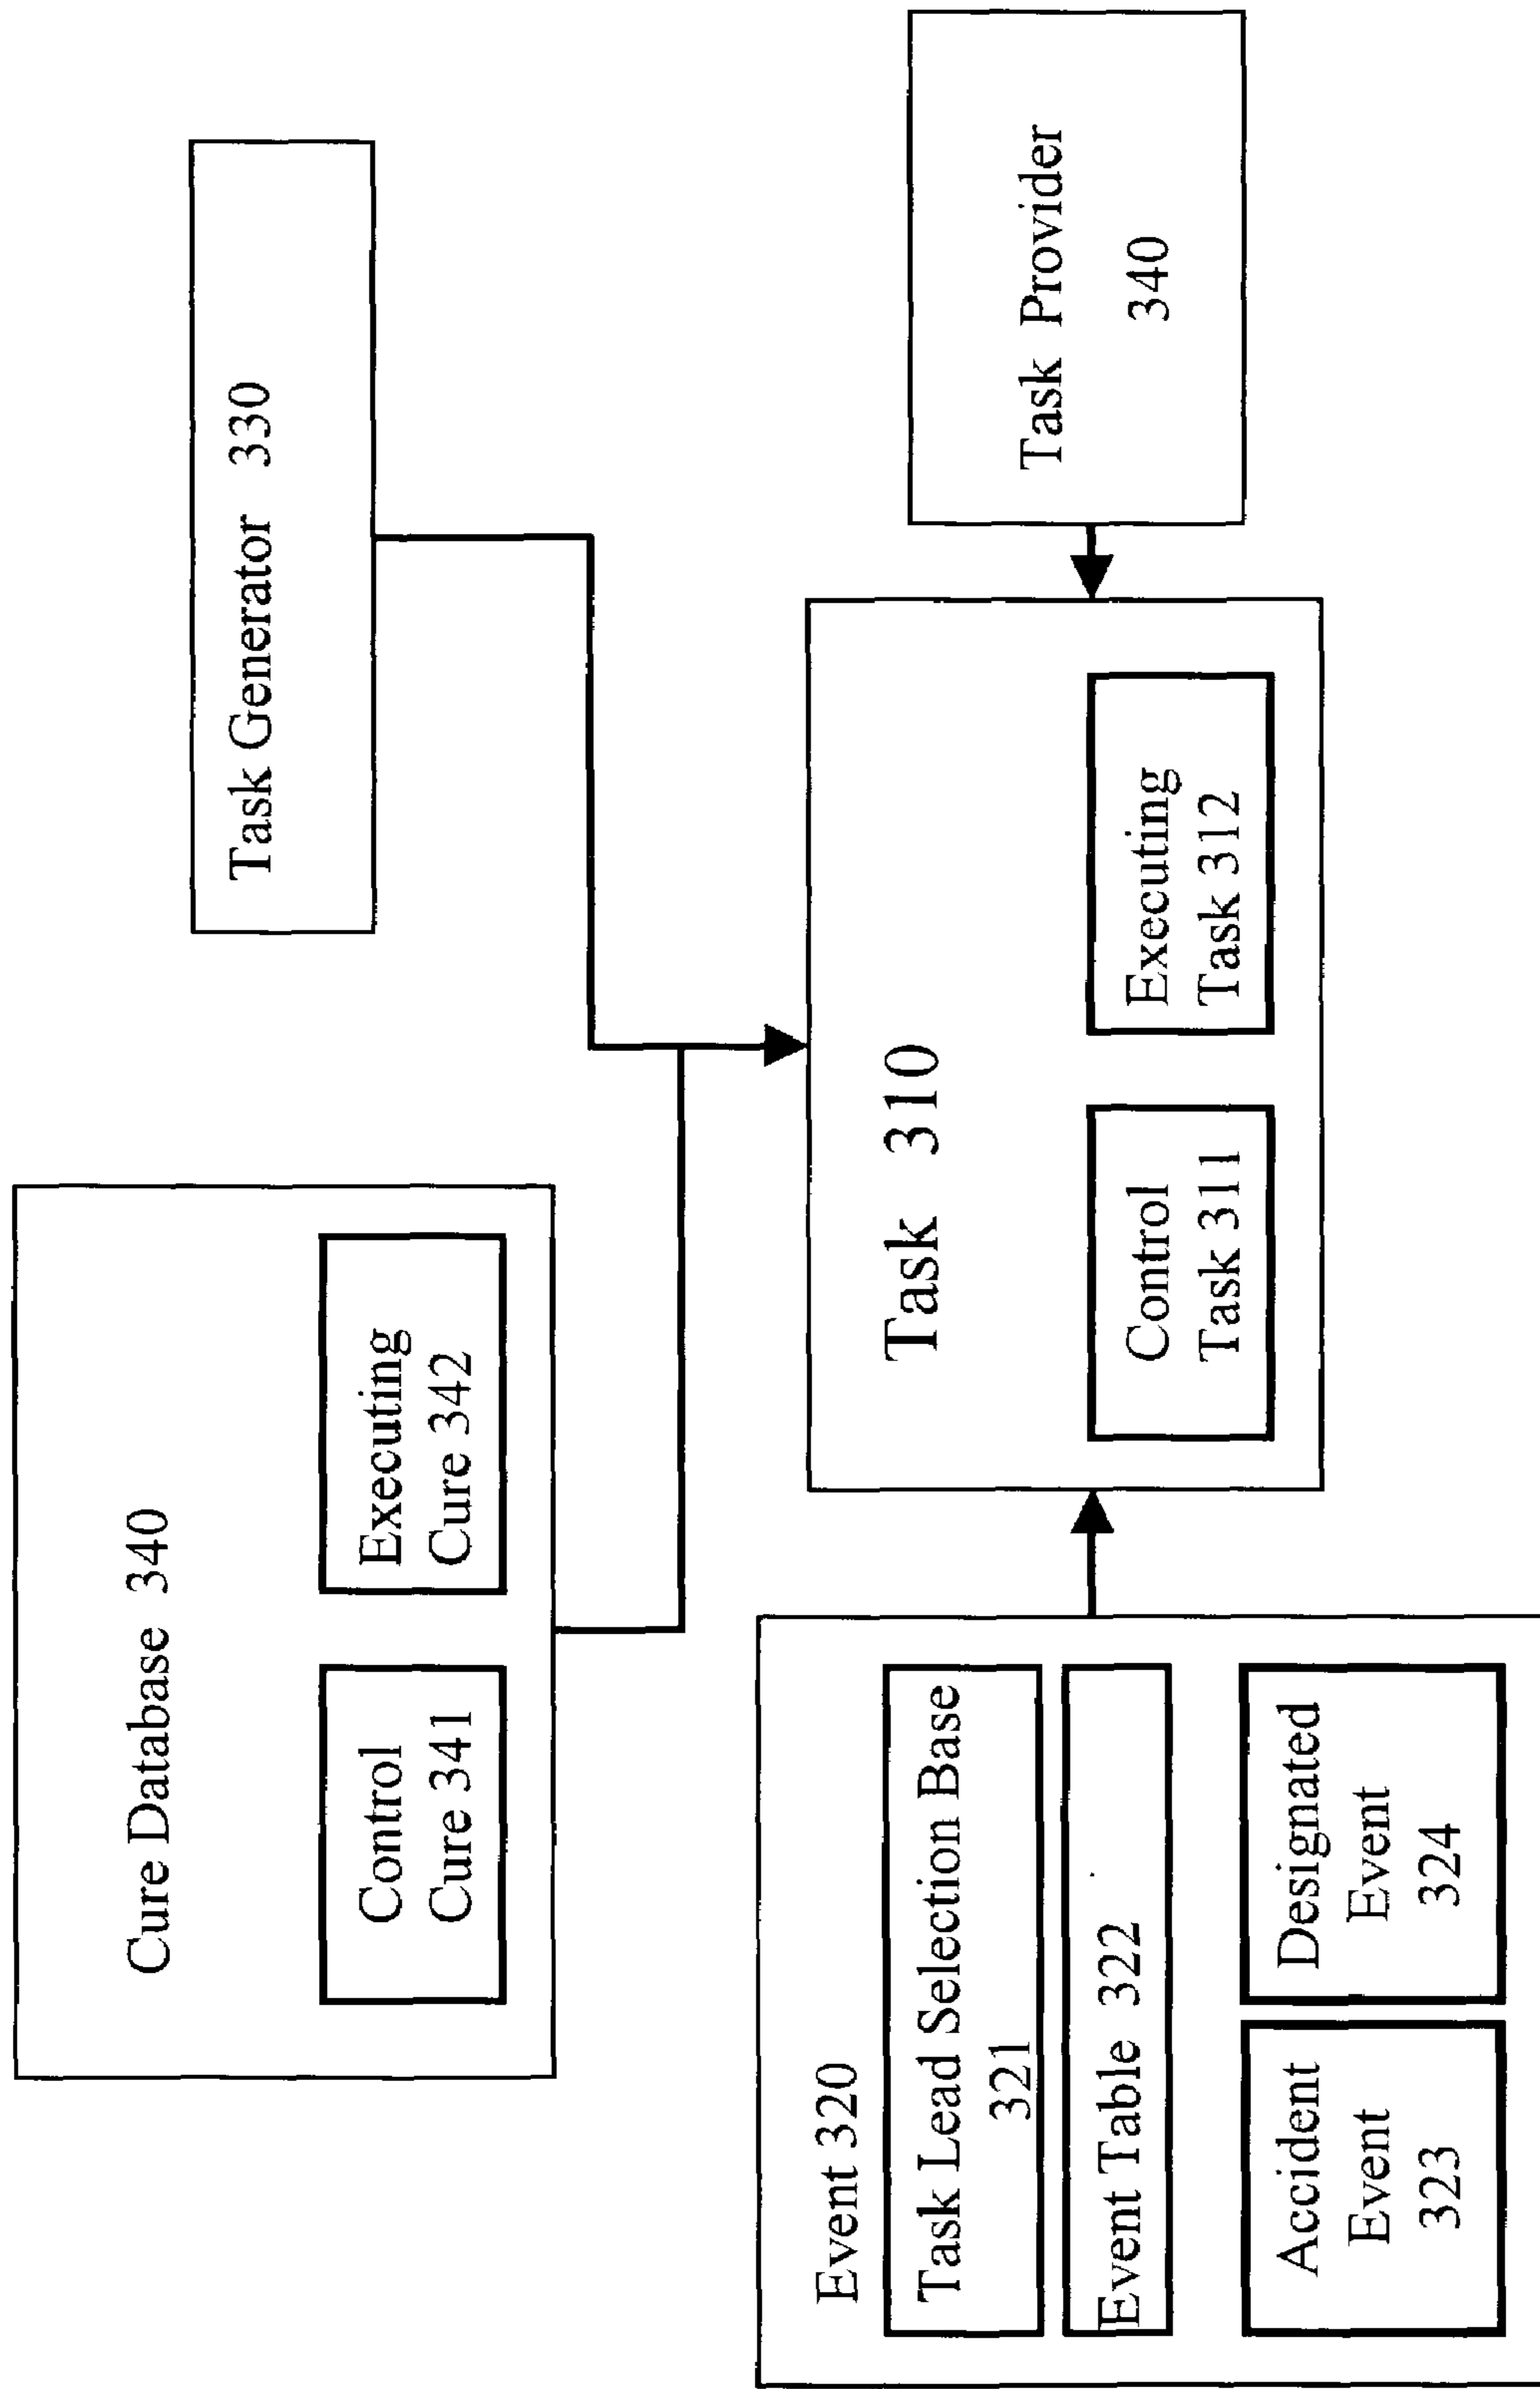 Cure Database 340
Control
Cure 341
Executing
Cure 342
Task Generator 330
Event 320
Task Lead Selection Base
321
Event Table 322
Accident
Event
323
Designated
Event
324
Task 310
Control
Task 311
Executing
Task 312
Task Provider
340